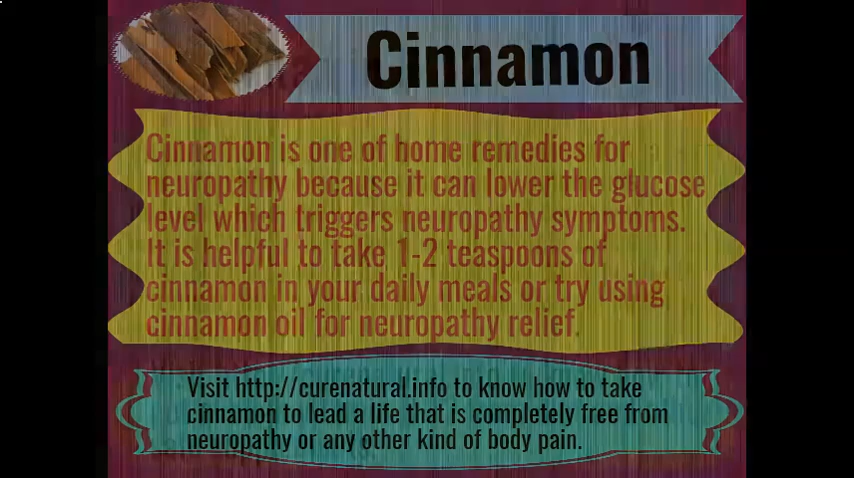 Cinnamon
Cinnamon is one of home remedies for
neuropathy because it can lower the glucose
level which triggers neuropathy symptoms.
It is helpful to take 1-2 teaspoons of
cinnamon in your daily meals or try using
cinnamon oil for neuropathy relief.
Visit http://curenatural.info to know how to take
cinnamon to lead a life that is completely free from
neuropathy or any other kind of body pain.